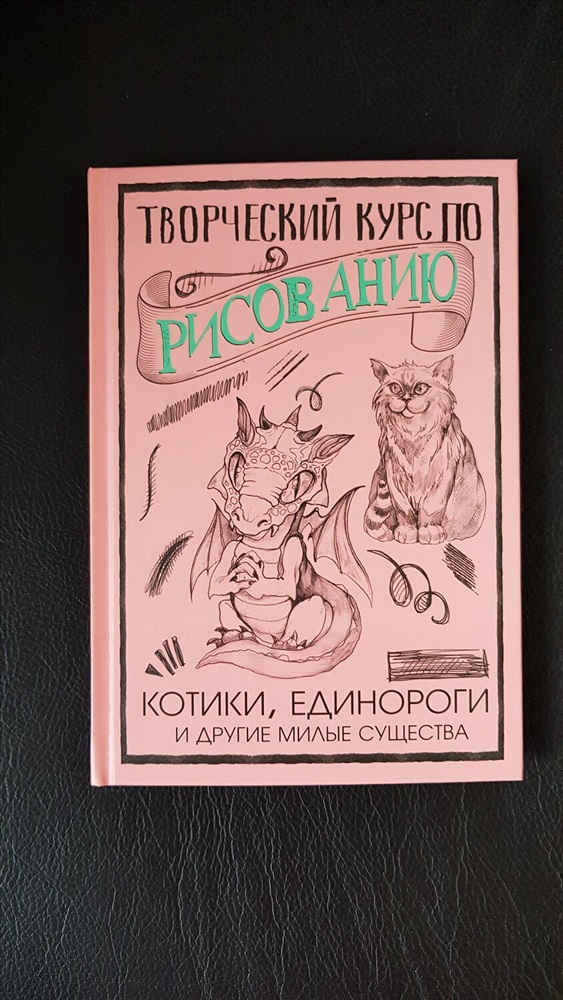 ТВОРЧЕСКИЙ КУРС ПО
РИСОВАНИЮ
КОТИКИ, ЕДИНОРОГИ
И ДРУГИЕ МИЛЫЕ СУЩЕСТВА